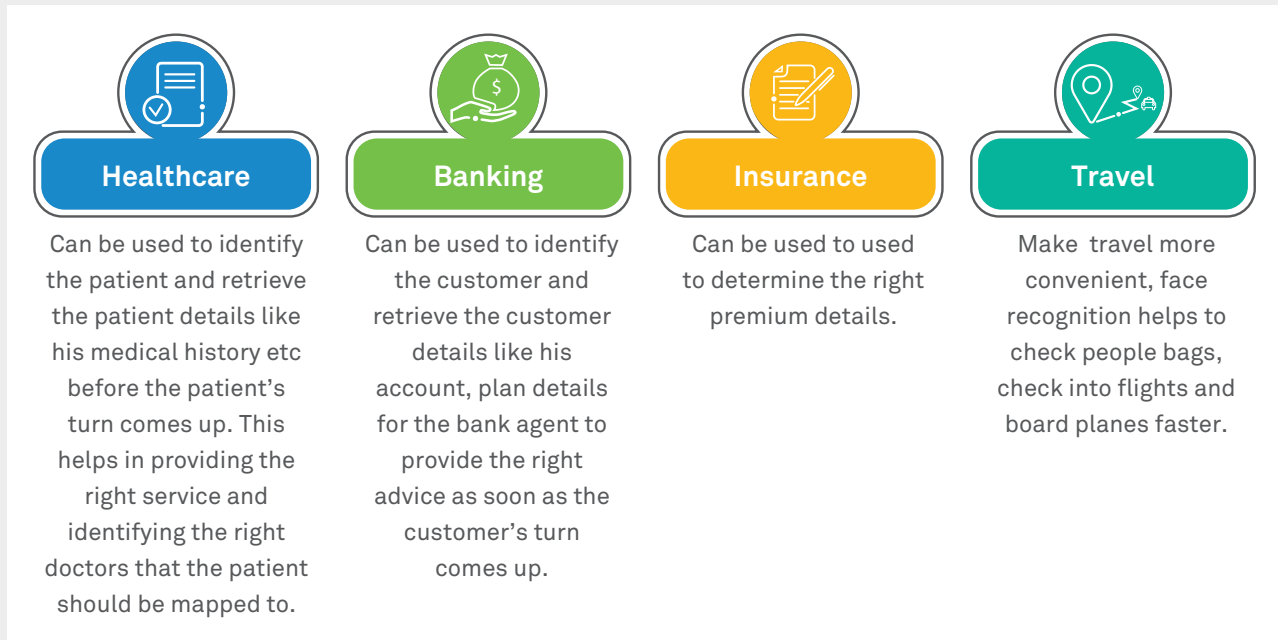 Healthcare
Can be used to identify
the patient and retrieve
the patient details like
his medical history etc
before the patient’s
turn comes up. This
helps in providing the
right service and
identifying the right
doctors that the patient
should be mapped to.
$
Banking
Can be used to identify
the customer and
retrieve the customer
details like his
account, plan details
for the bank agent to
provide the right
advice as soon as the
customer’s turn
comes up.
Insurance
Can be used to used
to determine the right
premium details.
Travel
Make  travel more
convenient, face
recognition helps to
check people bags,
check into flights and
board planes faster.